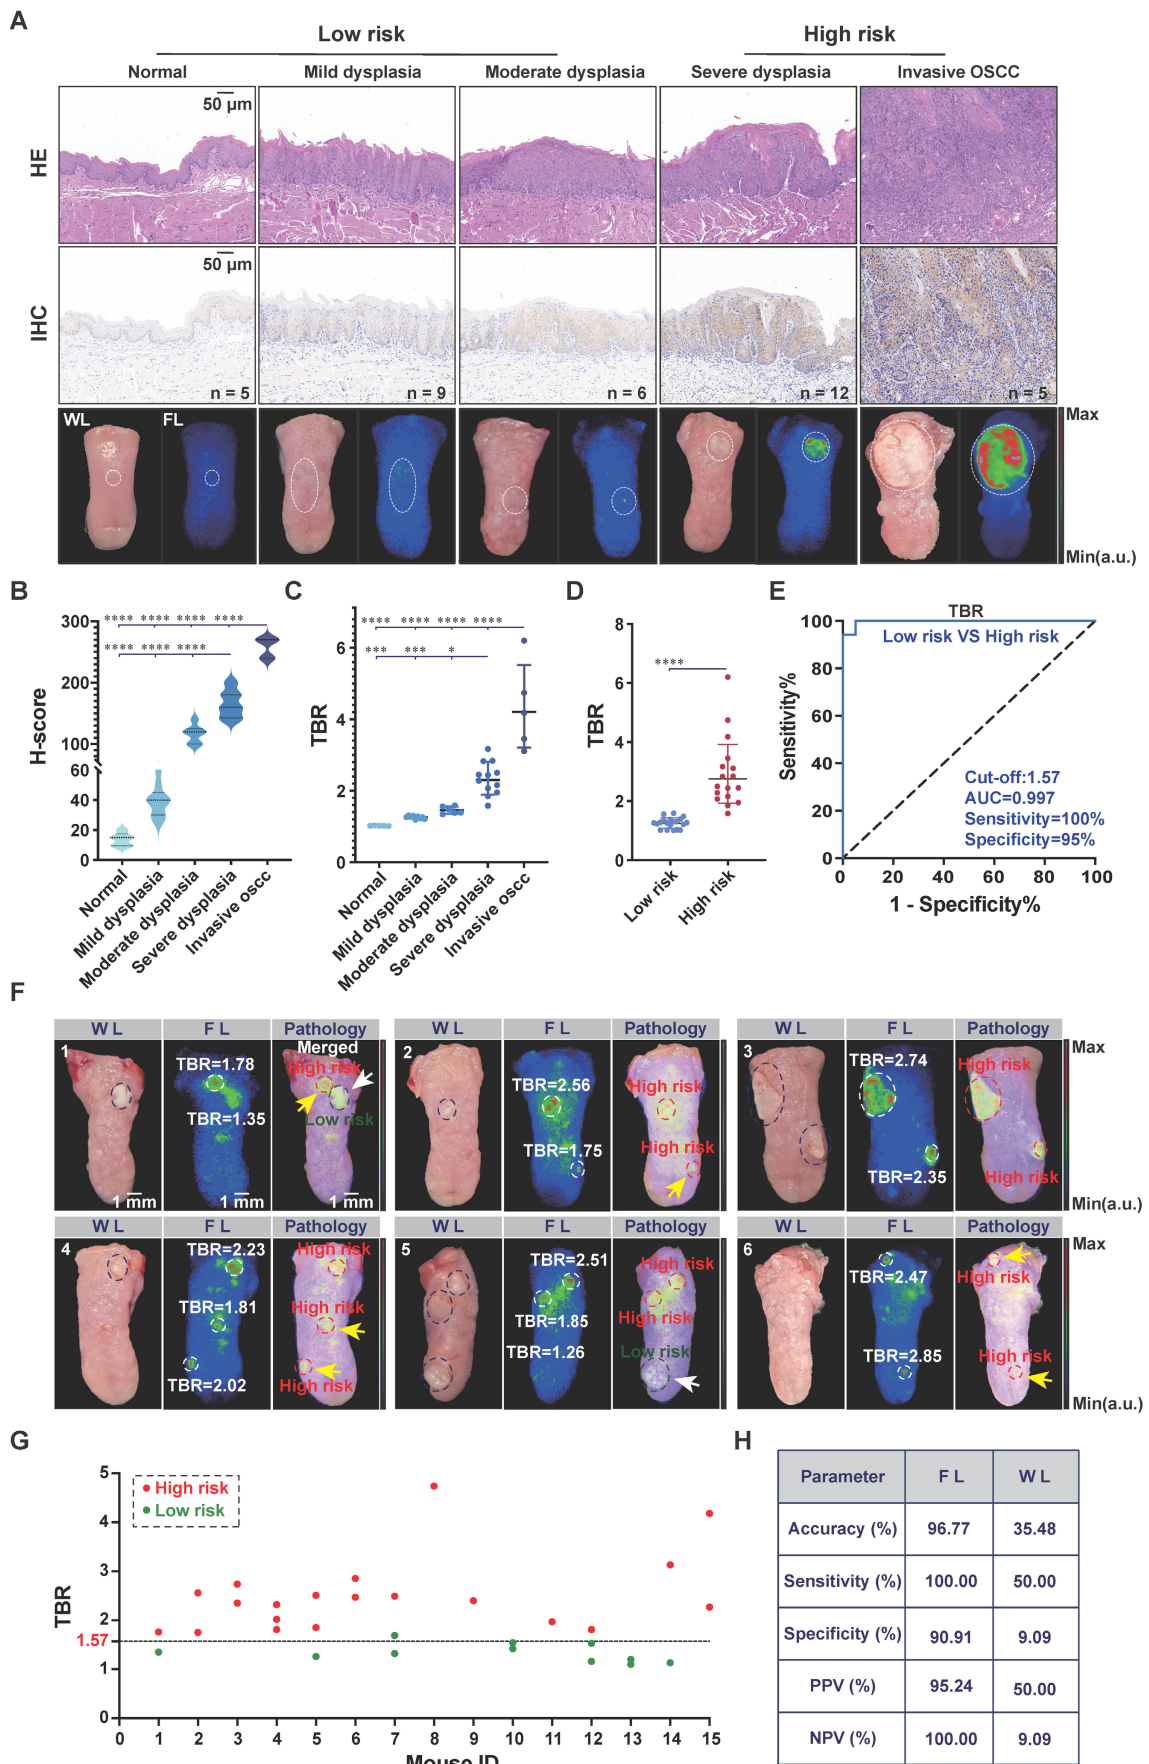 A
Low risk
High risk
Normal
Mild dysplasia
Moderate dysplasia
Severe dysplasia
Invasive OSCC
HE
50 μm
IHC
50 μm
n = 5
n = 9
n = 6
n = 12
n = 5
WL
FL
Max
Min(a.u.)
B
H-score
300
200
100
60
40
20
0
**** **** **** ****
**** **** ****
Normal
Mild dysplasia
Moderate dysplasia
Severe dysplasia
Invasive oscc
C
TBR
6
4
2
0
**** **** **** ****
*** *** *
Normal
Mild dysplasia
Moderate dysplasia
Severe dysplasia
Invasive oscc
D
TBR
8
6
4
2
0
****
Low risk
High risk
E
TBR
Sensitivity%
100
80
60
40
20
0
Low risk VS High risk
Cut-off:1.57
AUC=0.997
Sensitivity=100%
Specificity=95%
0 20 40 60 80 100
1 - Specificity%
F
W L
F L
Pathology
1
TBR=1.78
TBR=1.35
Merged
High risk
Low risk
1 mm
1 mm
1 mm
W L
F L
Pathology
2
TBR=2.56
TBR=1.75
High risk
High risk
W L
F L
Pathology
3
TBR=2.74
TBR=2.35
High risk
High risk
Max
Min(a.u.)
W L
F L
Pathology
4
TBR=2.23
TBR=1.81
TBR=2.02
High risk
High risk
High risk
W L
F L
Pathology
5
TBR=2.51
TBR=1.85
TBR=1.26
High risk
High risk
Low risk
W L
F L
Pathology
6
TBR=2.47
TBR=2.85
High risk
High risk
Max
Min(a.u.)
G
TBR
5
4
3
2
1.57
1
0
High risk
Low risk
0 1 2 3 4 5 6 7 8 9 10 11 12 13 14 15
Mouse ID
H
Parameter F L W L
Accuracy (%) 96.77 35.48
Sensitivity (%) 100.00 50.00
Specificity (%) 90.91 9.09
PPV (%) 95.24 50.00
NPV (%) 100.00 9.09